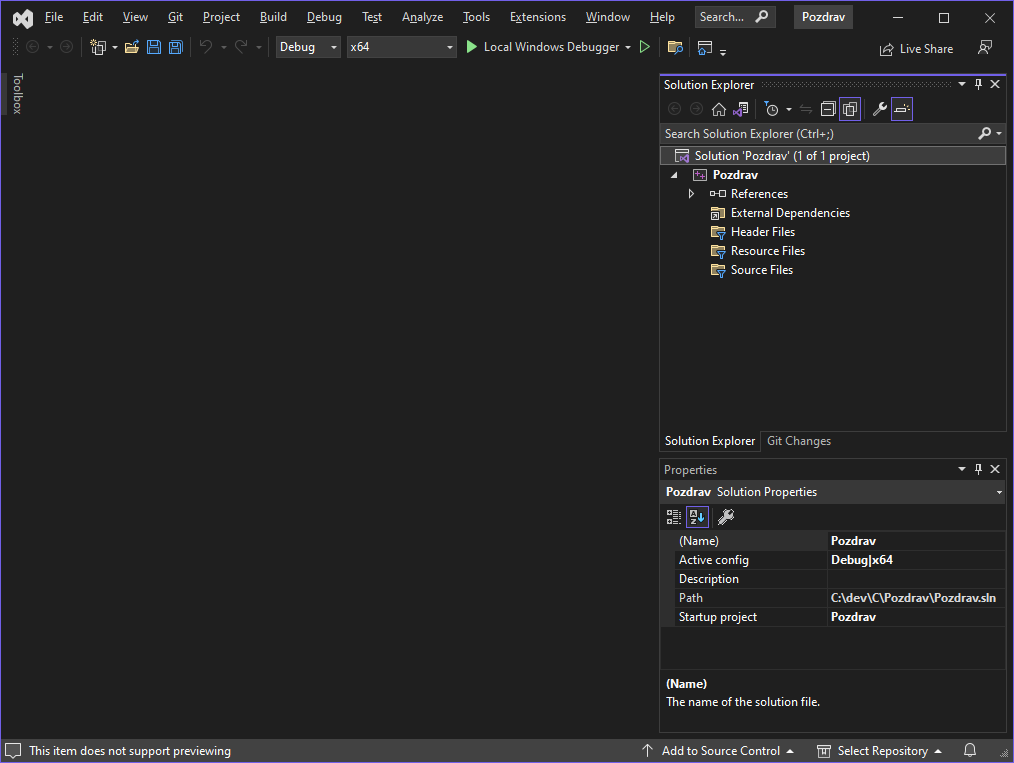 File Edit View Git Project Build Debug Test Analyze Tools Extensions Window Help Search... Pozdrav
Debug x64 Local Windows Debugger Live Share
Toolbox
Solution Explorer
Search Solution Explorer (Ctrl+;)
Solution 'Pozdrav' (1 of 1 project)
Pozdrav
References
External Dependencies
Header Files
Resource Files
Source Files
Solution Explorer Git Changes
Properties
Pozdrav Solution Properties
(Name) Pozdrav
Active config Debug|x64
Description
Path C:\dev\C\Pozdrav\Pozdrav.sln
Startup project Pozdrav
(Name)
The name of the solution file.
This item does not support previewing Add to Source Control Select Repository